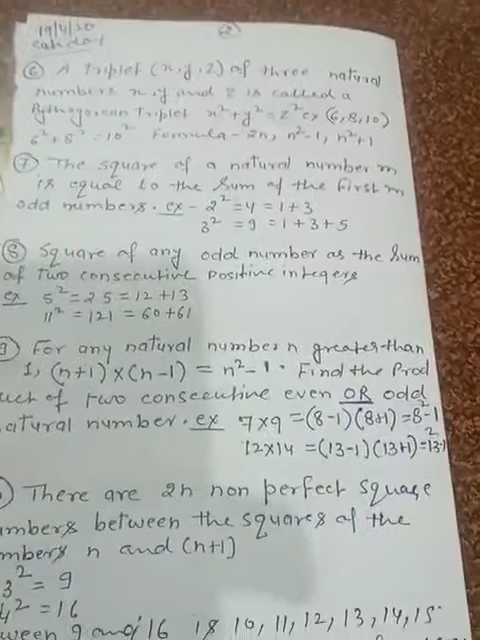 19/4/20
②
Saturday
⑥ A Triplet (x, y, z) of three natural
numbers x, y and z is called a
Pythagorean Triplet x²+y²=z² ex (6,8,10)
6²+8²=10² Formula - 2n, n²-1, n²+1
⑦ The square of a natural number m
is equal to the sum of the first m
odd numbers. ex - 2²=4=1+3
3²=9=1+3+5
⑧ Square of any odd number as the Sum
of Two consecutive positive integers
ex 5²=25=12+13
11²=121=60+61
9) For any natural number n greater than
1, (n+1)×(n-1)=n²-1. Find the Prod
uct of two consecutive even OR odd
natural number. ex 7×9=(8-1)(8+1)=8²-1
12×14=(13-1)(13+1)=13²-1
) There are 2n non perfect square
umbers between the squares of the
mbers n and (n+1)
3²=9
4²=16
ween 9 and 16 is 10, 11, 12, 13, 14, 15